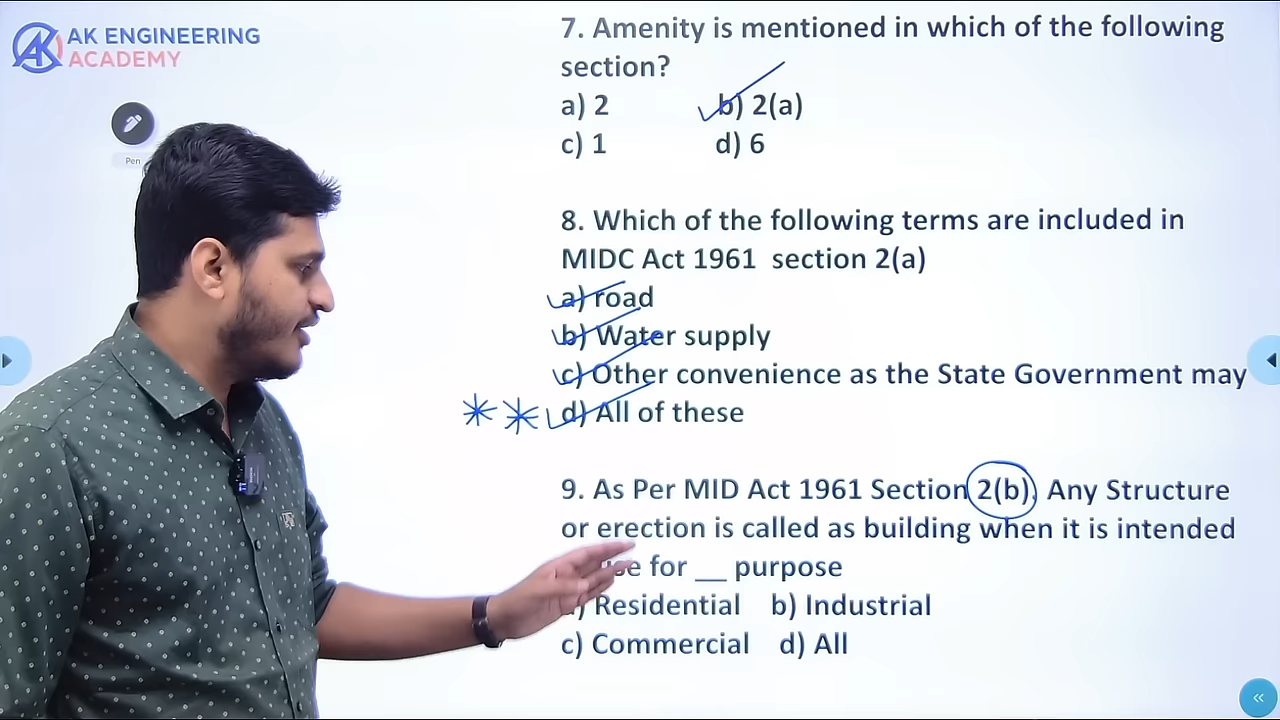 AK ENGINEERING
ACADEMY
Pen
7. Amenity is mentioned in which of the following
section?
a) 2 b) 2(a)
c) 1 d) 6
8. Which of the following terms are included in
MIDC Act 1961 section 2(a)
a) road
b) Water supply
c) Other convenience as the State Government may
d) All of these
9. As Per MID Act 1961 Section 2(b). Any Structure
or erection is called as building when it is intended
for __ purpose
Residential b) Industrial
c) Commercial d) All